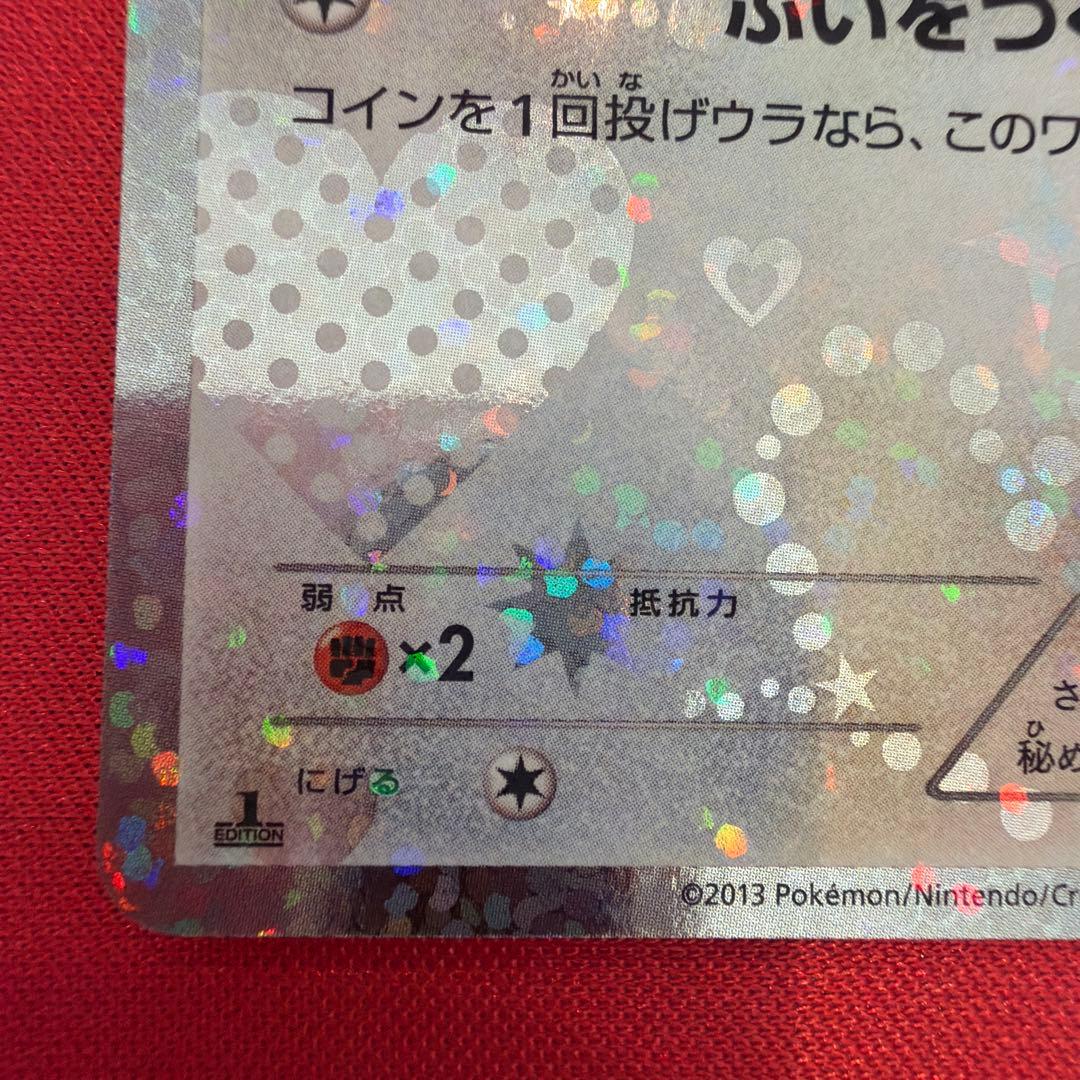 ふいをつ
かい な
コインを1回投げウラなら、このワ
弱点 抵抗力
×2
さ
ひ
秘め
にげる
1
EDITION
©2013 Pokémon/Nintendo/Cr